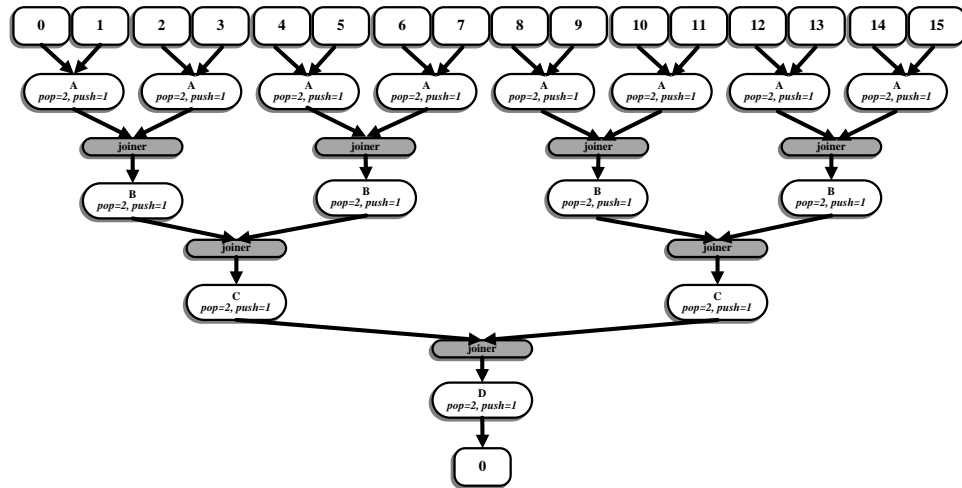 0 1 2 3 4 5 6 7 8 9 10 11 12 13 14 15
A A A A A A A A
pop=2, push=1 pop=2, push=1 pop=2, push=1 pop=2, push=1 pop=2, push=1 pop=2, push=1 pop=2, push=1 pop=2, push=1
joiner joiner joiner joiner
B B B B
pop=2, push=1 pop=2, push=1 pop=2, push=1 pop=2, push=1
joiner joiner
C C
pop=2, push=1 pop=2, push=1
joiner
D
pop=2, push=1
0